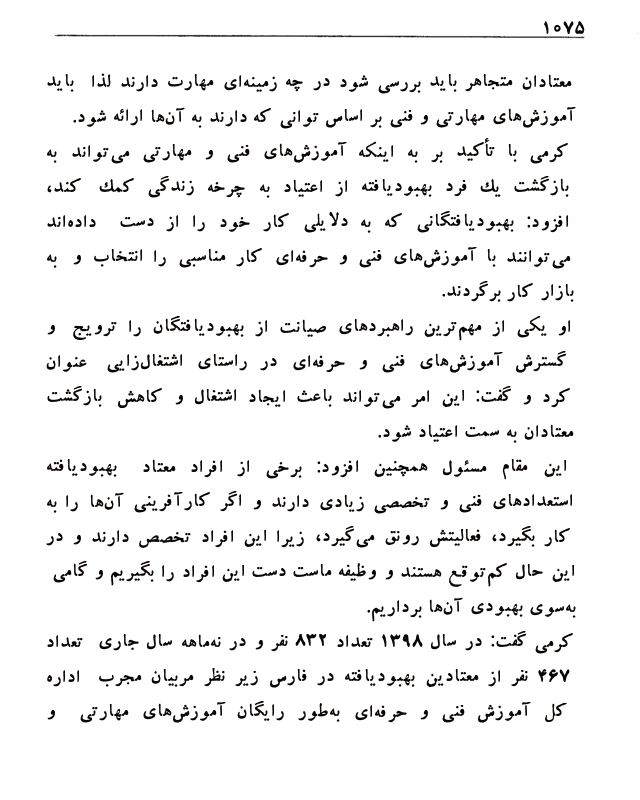 ۱۰۷۵
معتادان متجاهر باید بررسی شود در چه زمینه‌ای مهارت دارند لذا باید
آموزش‌های مهارتی و فنی بر اساس توانی که دارند به آن‌ها ارائه شود.
کرمی با تأکید بر به اینکه آموزش‌های فنی و مهارتی می‌تواند به
بازگشت یك فرد بهبودیافته از اعتیاد به چرخه زندگی کمك کند،
افزود: بهبودیافتگانی که به دلایلی کار خود را از دست داده‌اند
می‌توانند با آموزش‌های فنی و حرفه‌ای کار مناسبی را انتخاب و به
بازار کار برگردند.
او یکی از مهم‌ترین راهبردهای صیانت از بهبودیافتگان را ترویج و
گسترش آموزش‌های فنی و حرفه‌ای در راستای اشتغال‌زایی عنوان
کرد و گفت: این امر می‌تواند باعث ایجاد اشتغال و کاهش بازگشت
معتادان به سمت اعتیاد شود.
این مقام مسئول همچنین افزود: برخی از افراد معتاد بهبودیافته
استعدادهای فنی و تخصصی زیادی دارند و اگر کارآفرینی آن‌ها را به
کار بگیرد، فعالیتش رونق می‌گیرد، زیرا این افراد تخصص دارند و در
این حال کم‌توقع هستند و وظیفه ماست دست این افراد را بگیریم و گامی
به‌سوی بهبودی آن‌ها برداریم.
کرمی گفت: در سال ۱۳۹۸ تعداد ۸۳۲ نفر و در نه‌ماهه سال جاری تعداد
۴۶۷ نفر از معتادین بهبودیافته در فارس زیر نظر مربیان مجرب اداره
کل آموزش فنی و حرفه‌ای به‌طور رایگان آموزش‌های مهارتی و